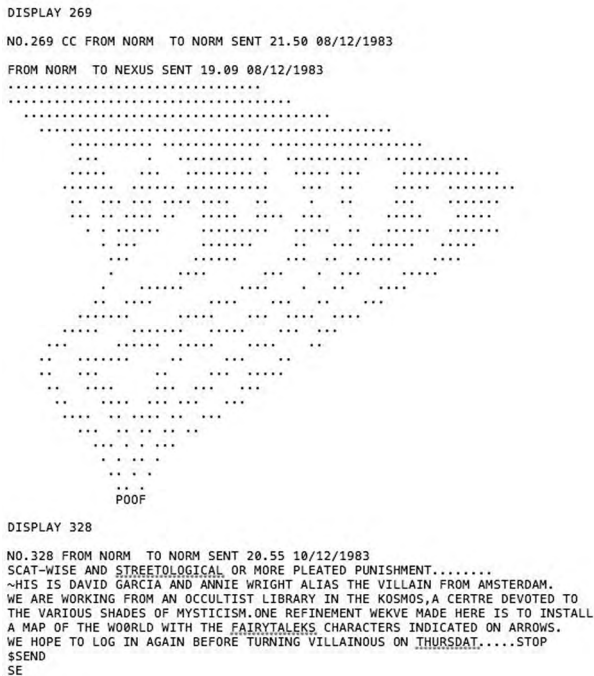 DISPLAY 269
NO.269 CC FROM NORM  TO NORM SENT 21.50 08/12/1983
FROM NORM  TO NEXUS SENT 19.09 08/12/1983
POOF
DISPLAY 328
NO.328 FROM NORM  TO NORM SENT 20.55 10/12/1983
SCAT-WISE AND STREETOLOGICAL OR MORE PLEATED PUNISHMENT........
~HIS IS DAVID GARCIA AND ANNIE WRIGHT ALIAS THE VILLAIN FROM AMSTERDAM.
WE ARE WORKING FROM AN OCCULTIST LIBRARY IN THE KOSMOS,A CERTRE DEVOTED TO
THE VARIOUS SHADES OF MYSTICISM.ONE REFINEMENT WEKVE MADE HERE IS TO INSTALL
A MAP OF THE WO0RLD WITH THE FAIRYTALEKS CHARACTERS INDICATED ON ARROWS.
WE HOPE TO LOG IN AGAIN BEFORE TURNING VILLAINOUS ON THURSDAT.....STOP
$SEND
SE